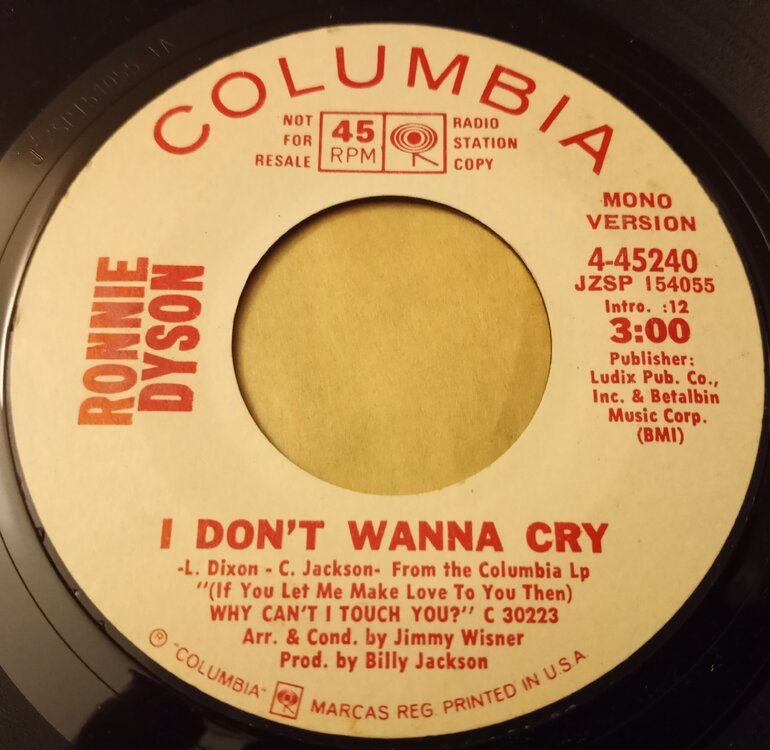 COLUMBIA
NOT
FOR
RESALE
45
RPM
RADIO
STATION
COPY
MONO
VERSION
4-45240
JZSP 154055
Intro. :12
3:00
Publisher:
Ludix Pub. Co.,
Inc. & Betalbin
Music Corp.
(BMI)
RONNIE
DYSON
I DON'T WANNA CRY
-L. Dixon - C. Jackson- From the Columbia Lp
"(If You Let Me Make Love To You Then)
WHY CAN'T I TOUCH YOU?" C 30223
Arr. & Cond. by Jimmy Wisner
Prod. by Billy Jackson
® "COLUMBIA" MARCAS REG. PRINTED IN U.S.A